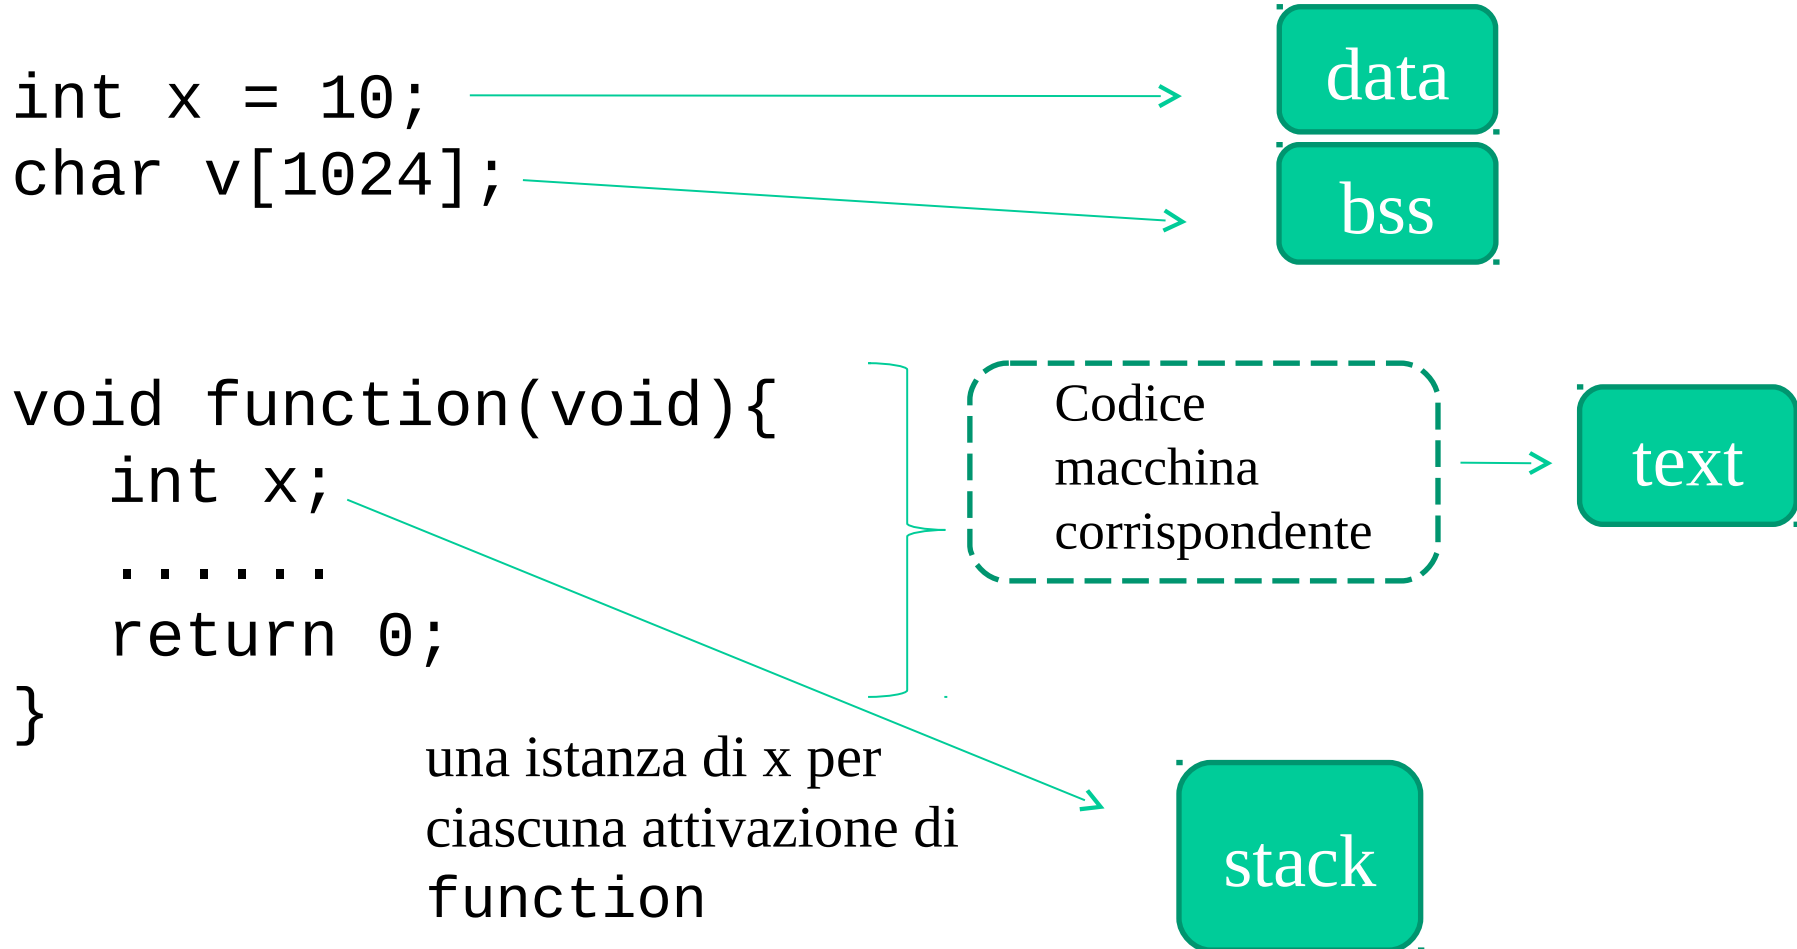 int x = 10;
data
char v[1024];
bss
void function(void){
int x;
......
return 0;
}
Codice
macchina
corrispondente
text
una istanza di x per
ciascuna attivazione di
function
stack